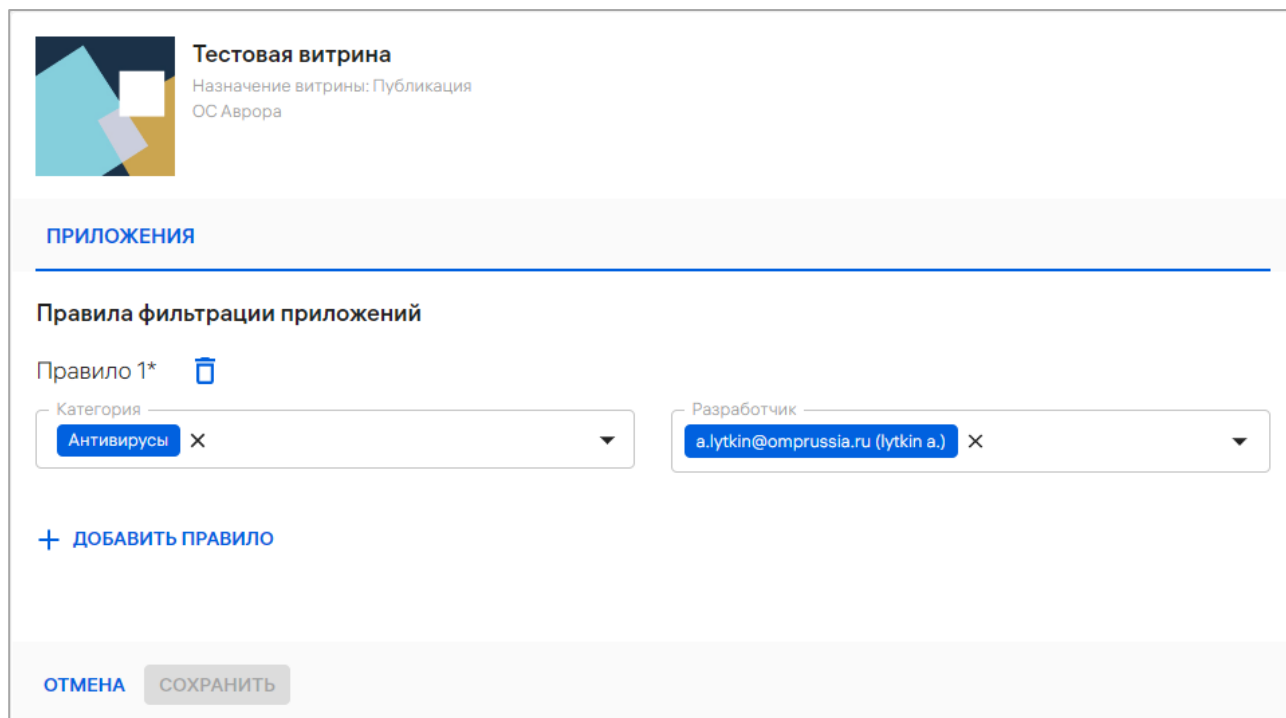 Тестовая витрина
Назначение витрины: Публикация
ОС Аврора
ПРИЛОЖЕНИЯ
Правила фильтрации приложений
Правило 1*
Категория
Антивирусы
Разработчик
a.lytkin@omprussia.ru (lytkin a.)
ДОБАВИТЬ ПРАВИЛО
ОТМЕНА СОХРАНИТЬ